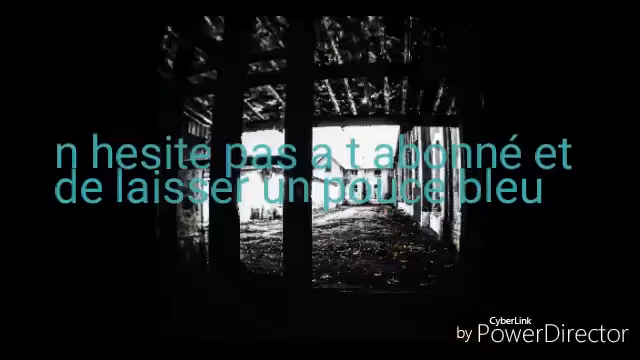 n hesite pas a t abonné et
de laisser un pouce bleu
CyberLink
by PowerDirector